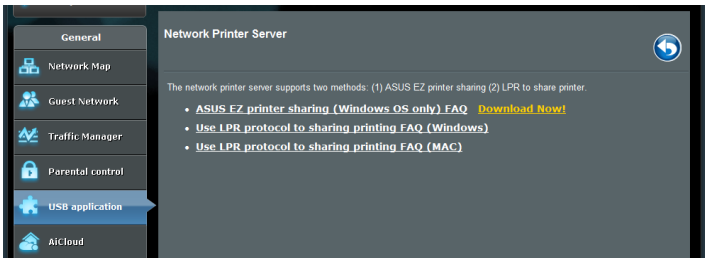 General
Network Map
Guest Network
Traffic Manager
Parental control
USB application
AiCloud
Network Printer Server
The network printer server supports two methods: (1) ASUS EZ printer sharing (2) LPR to share printer.
ASUS EZ printer sharing (Windows OS only) FAQ Download Now!
Use LPR protocol to sharing printing FAQ (Windows)
Use LPR protocol to sharing printing FAQ (MAC)